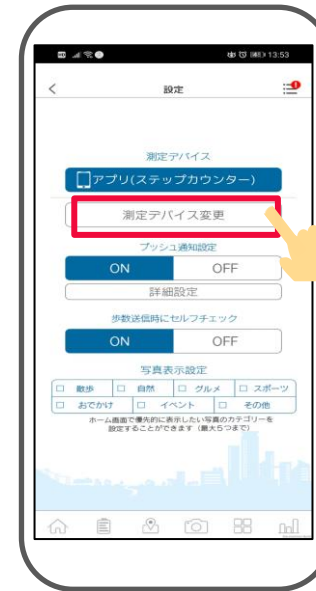 13:53
設定
測定デバイス
アプリ(ステップカウンター)
測定デバイス変更
プッシュ通知設定
ON OFF
詳細設定
歩数送信時にセルフチェック
ON OFF
写真表示設定
散歩 自然 グルメ スポーツ
おでかけ イベント その他
ホーム画面で優先的に表示したい写真のカテゴリーを
設定することができます（最大5つまで）